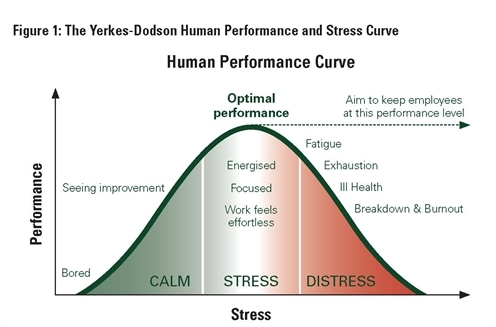 Figure 1: The Yerkes-Dodson Human Performance and Stress Curve
Human Performance Curve
Optimal
performance
Aim to keep employees
at this performance level
Fatigue
Energised
Exhaustion
Seeing improvement
Focused
Ill Health
Work feels
effortless
Breakdown & Burnout
Bored
CALM
STRESS
DISTRESS
Performance
Stress